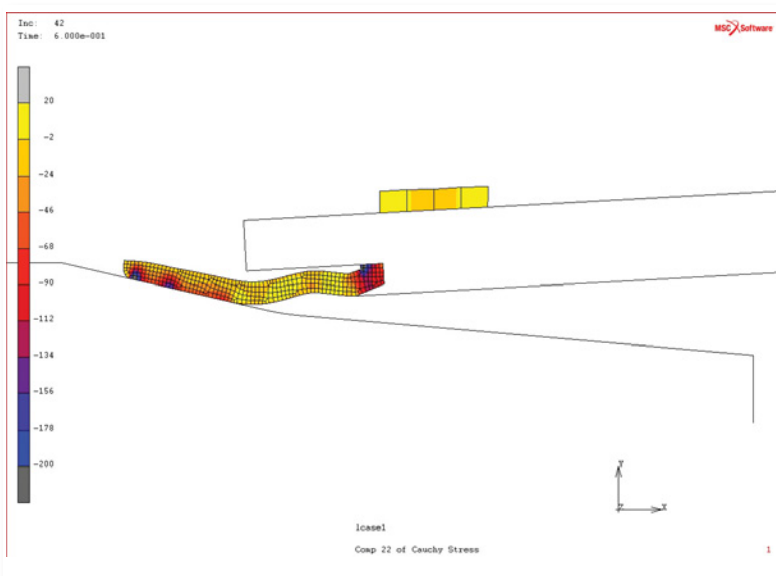 Inc: 42
Time: 6.000e-001
MSC Software
20
-2
-24
-46
-68
-90
-112
-134
-156
-178
-200
Y
Z X
lcase1
Comp 22 of Cauchy Stress
1